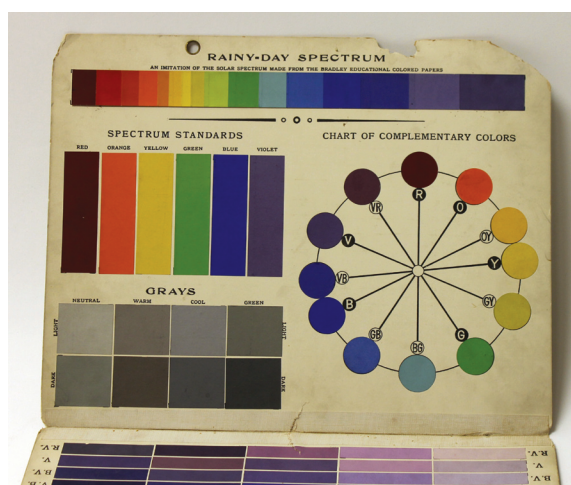 RAINY-DAY SPECTRUM
AN IMITATION OF THE SOLAR SPECTRUM MADE FROM THE BRADLEY EDUCATIONAL COLORED PAPERS
SPECTRUM STANDARDS
RED ORANGE YELLOW GREEN BLUE VIOLET
GRAYS
NEUTRAL WARM COOL GREEN
LIGHT LIGHT
DARK DARK
CHART OF COMPLEMENTARY COLORS
R
O
OY
Y
GY
G
BG
GB
B
VB
V
VR
R.V. R.V.
V. V.
B.V. B.V.
V.